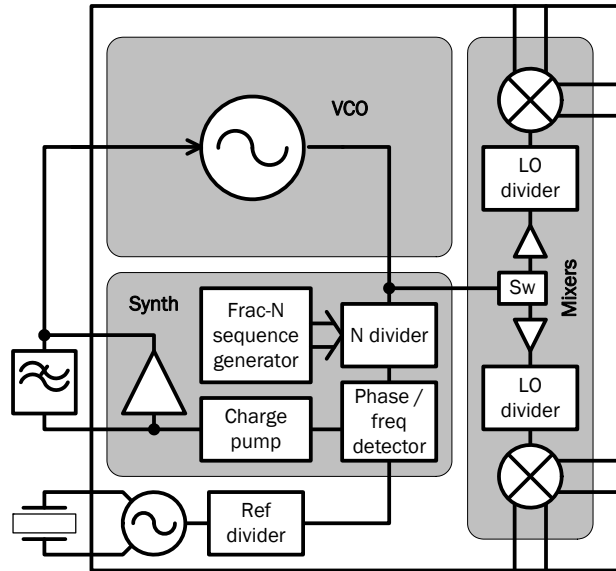 VCO
LO
divider
Sw
Mixers
Synth
Frac-N
sequence
generator
N divider
LO
divider
Charge
pump
Phase /
freq
detector
Ref
divider